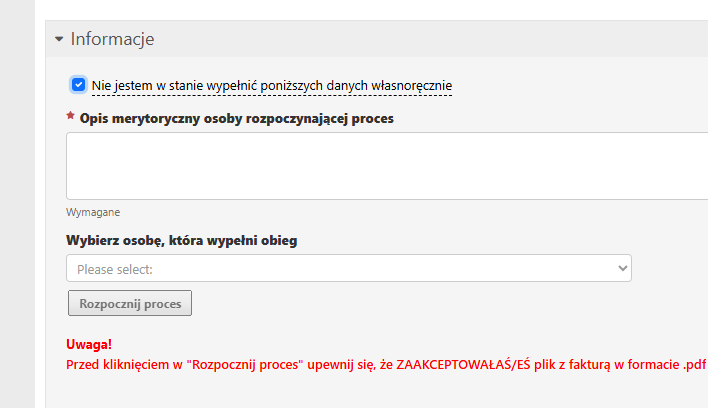 Informacje
Nie jestem w stanie wypełnić poniższych danych własnoręcznie
* Opis merytoryczny osoby rozpoczynającej proces
Wymagane
Wybierz osobę, która wypełni obieg
Please select:
Rozpocznij proces
Uwaga!
Przed kliknięciem w "Rozpocznij proces" upewnij się, że ZAAKCEPTOWAŁAŚ/EŚ plik z fakturą w formacie .pdf